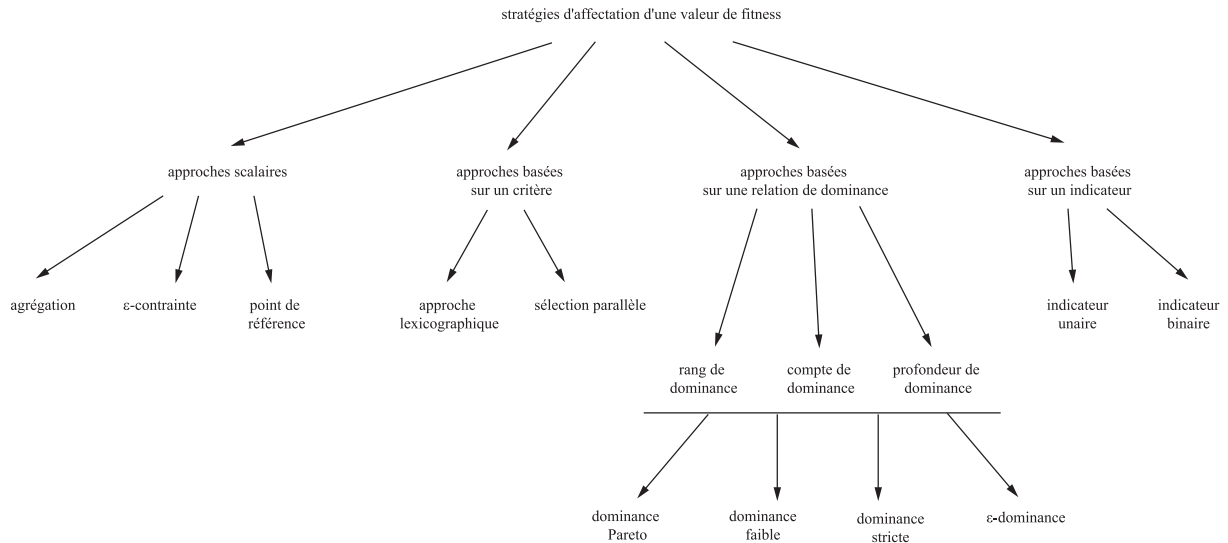 stratégies d'affectation d'une valeur de fitness
approches scalaires
approches basées
sur un critère
approches basées
sur une relation de dominance
approches basées
sur un indicateur
agrégation
ε-contrainte
point de
référence
approche
lexicographique
sélection parallèle
indicateur
unaire
indicateur
binaire
rang de
dominance
compte de
dominance
profondeur de
dominance
dominance
Pareto
dominance
faible
dominance
stricte
ε-dominance